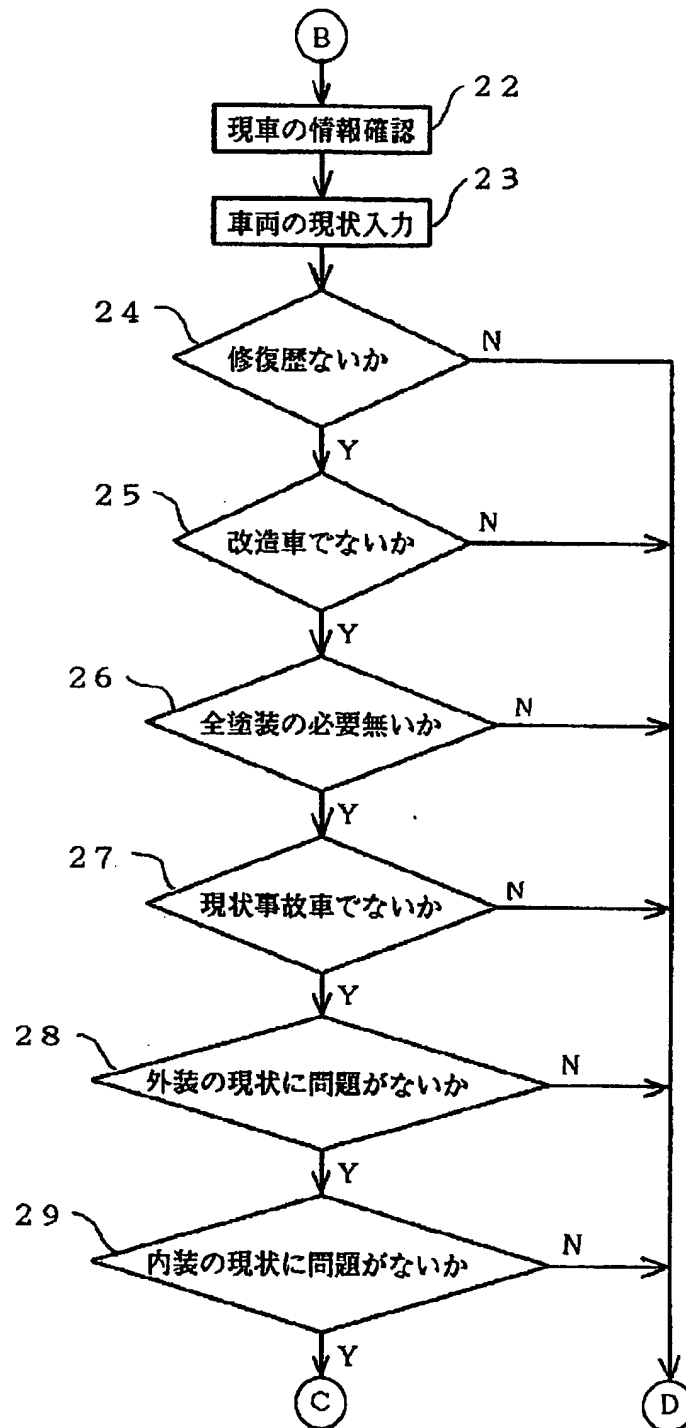 B
22
現車の情報確認
23
車両の現状入力
24
修復歴ないか
N
Y
25
改造車でないか
N
Y
26
全塗装の必要無いか
N
Y
27
現状事故車でないか
N
Y
28
外装の現状に問題がないか
N
Y
29
内装の現状に問題がないか
N
Y
C
D